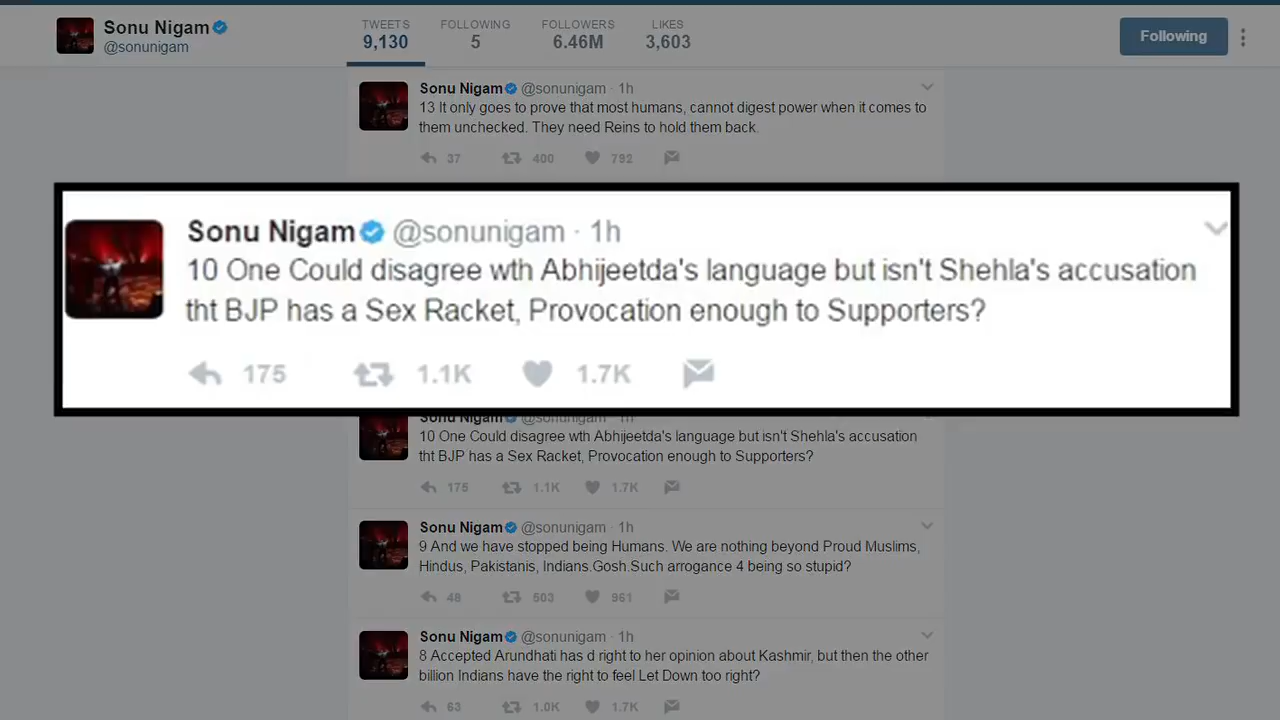 Sonu Nigam
@sonunigam
TWEETS
9,130
FOLLOWING
5
FOLLOWERS
6.46M
LIKES
3,603
Following
Sonu Nigam @sonunigam · 1h
13 It only goes to prove that most humans, cannot digest power when it comes to
them unchecked. They need Reins to hold them back.
37 400 792
Sonu Nigam @sonunigam · 1h
10 One Could disagree wth Abhijeetda's language but isn't Shehla's accusation
tht BJP has a Sex Racket, Provocation enough to Supporters?
175 1.1K 1.7K
Sonu Nigam @sonunigam · 1h
10 One Could disagree wth Abhijeetda's language but isn't Shehla's accusation
tht BJP has a Sex Racket, Provocation enough to Supporters?
175 1.1K 1.7K
Sonu Nigam @sonunigam · 1h
9 And we have stopped being Humans. We are nothing beyond Proud Muslims,
Hindus, Pakistanis, Indians.Gosh.Such arrogance 4 being so stupid?
48 503 961
Sonu Nigam @sonunigam · 1h
8 Accepted Arundhati has d right to her opinion about Kashmir, but then the other
billion Indians have the right to feel Let Down too right?
63 1.0K 1.7K